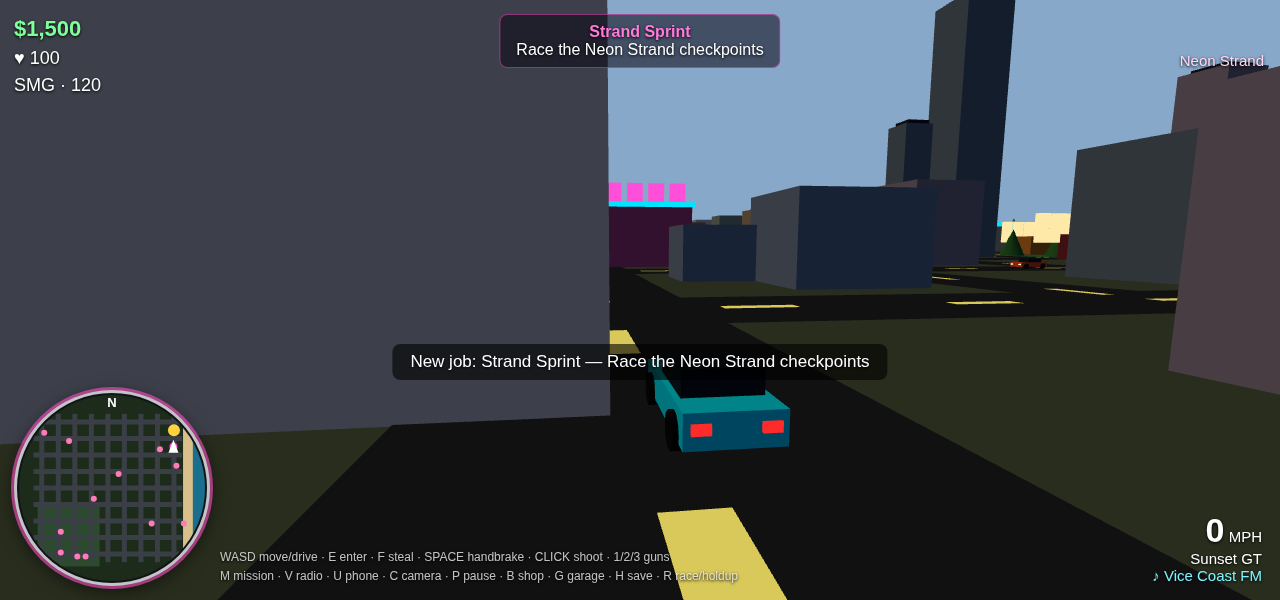 $1,500
♥ 100
SMG · 120
Strand Sprint
Race the Neon Strand checkpoints
Neon Strand
New job: Strand Sprint — Race the Neon Strand checkpoints
N
WASD move/drive · E enter · F steal · SPACE handbrake · CLICK shoot · 1/2/3 guns
M mission · V radio · U phone · C camera · P pause · B shop · G garage · H save · R race/holdup
0 MPH
Sunset GT
♪ Vice Coast FM